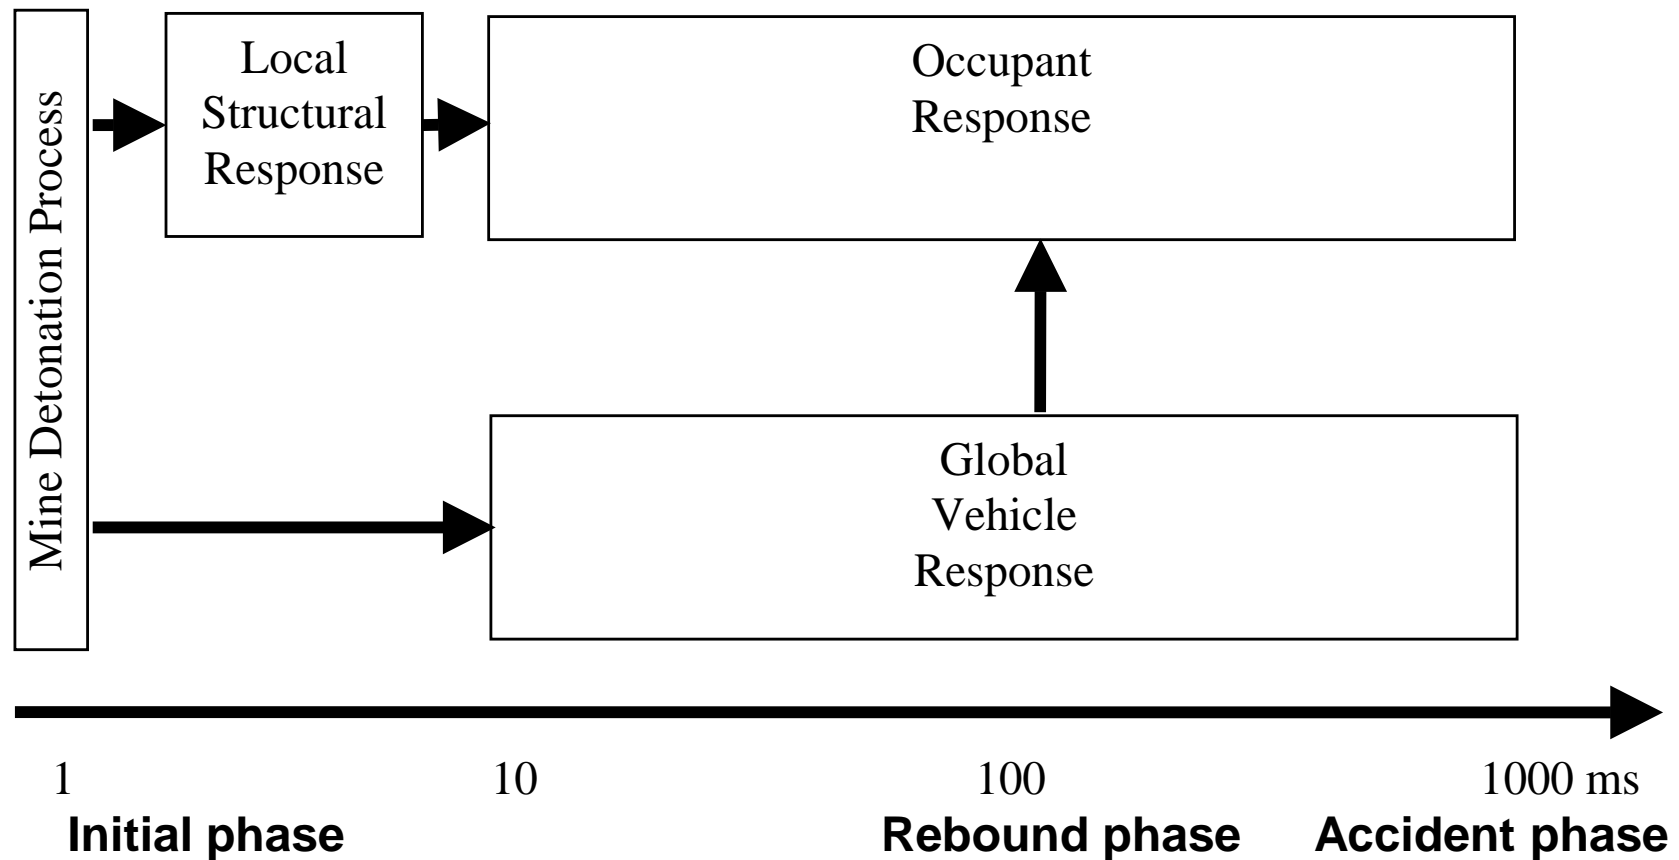 Mine Detonation Process
Local
Structural
Response
Occupant
Response
Global
Vehicle
Response
1 10 100 1000 ms
Initial phase Rebound phase Accident phase